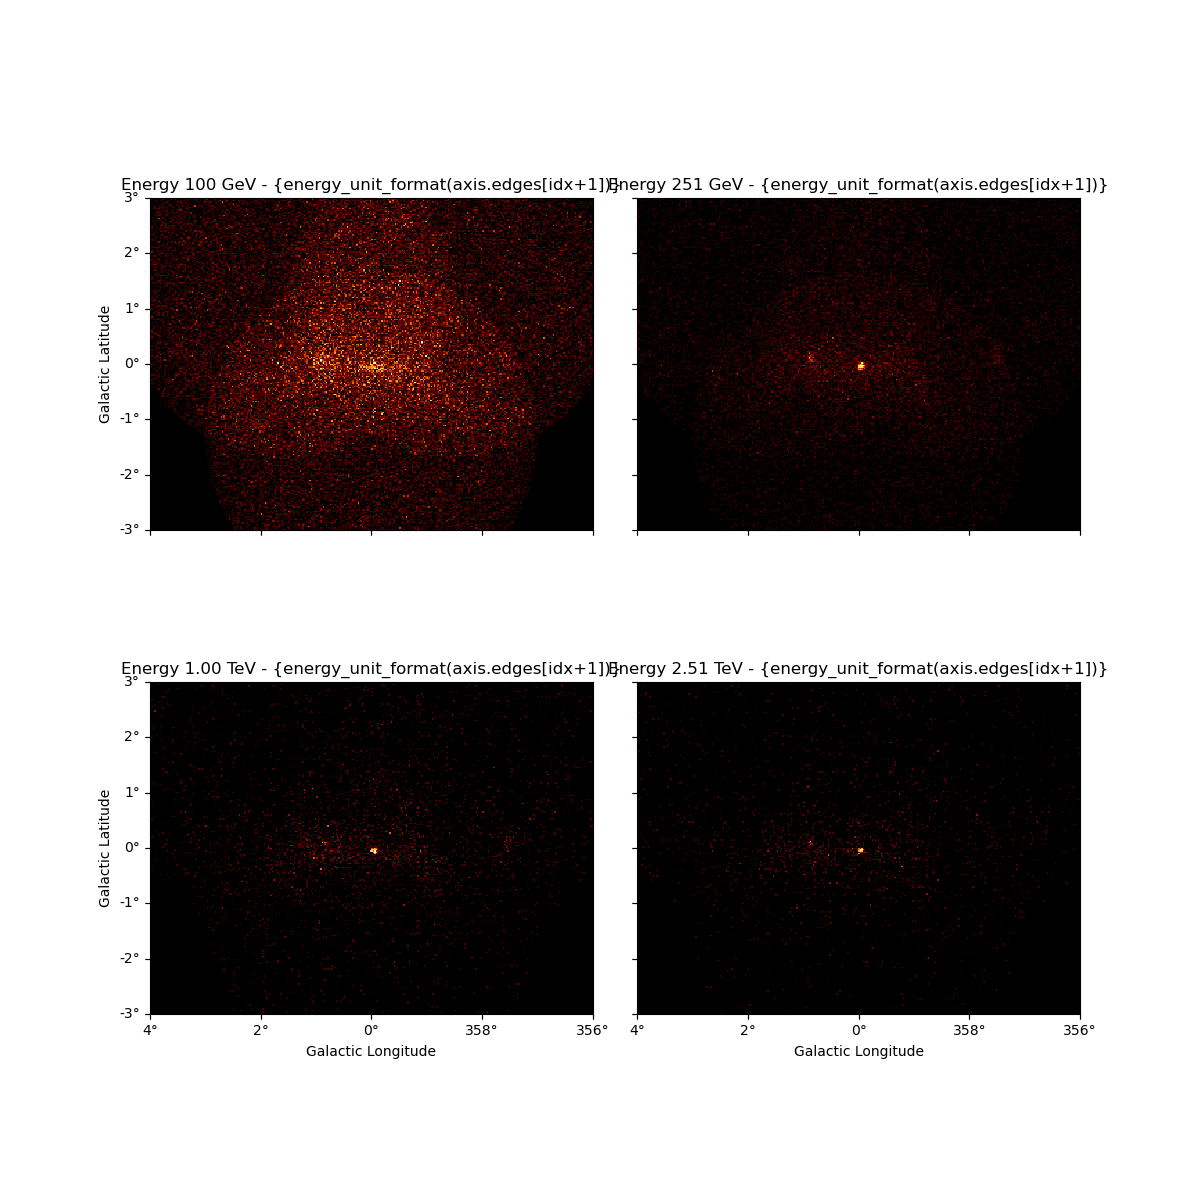 Energy 100 GeV - {energy_unit_format(axis.edges[idx+1])}
Energy 251 GeV - {energy_unit_format(axis.edges[idx+1])}
3°
2°
1°
0°
-1°
-2°
-3°
Galactic Latitude
Energy 1.00 TeV - {energy_unit_format(axis.edges[idx+1])}
Energy 2.51 TeV - {energy_unit_format(axis.edges[idx+1])}
3°
2°
1°
0°
-1°
-2°
-3°
Galactic Latitude
4° 2° 0° 358° 356°
Galactic Longitude
4° 2° 0° 358° 356°
Galactic Longitude